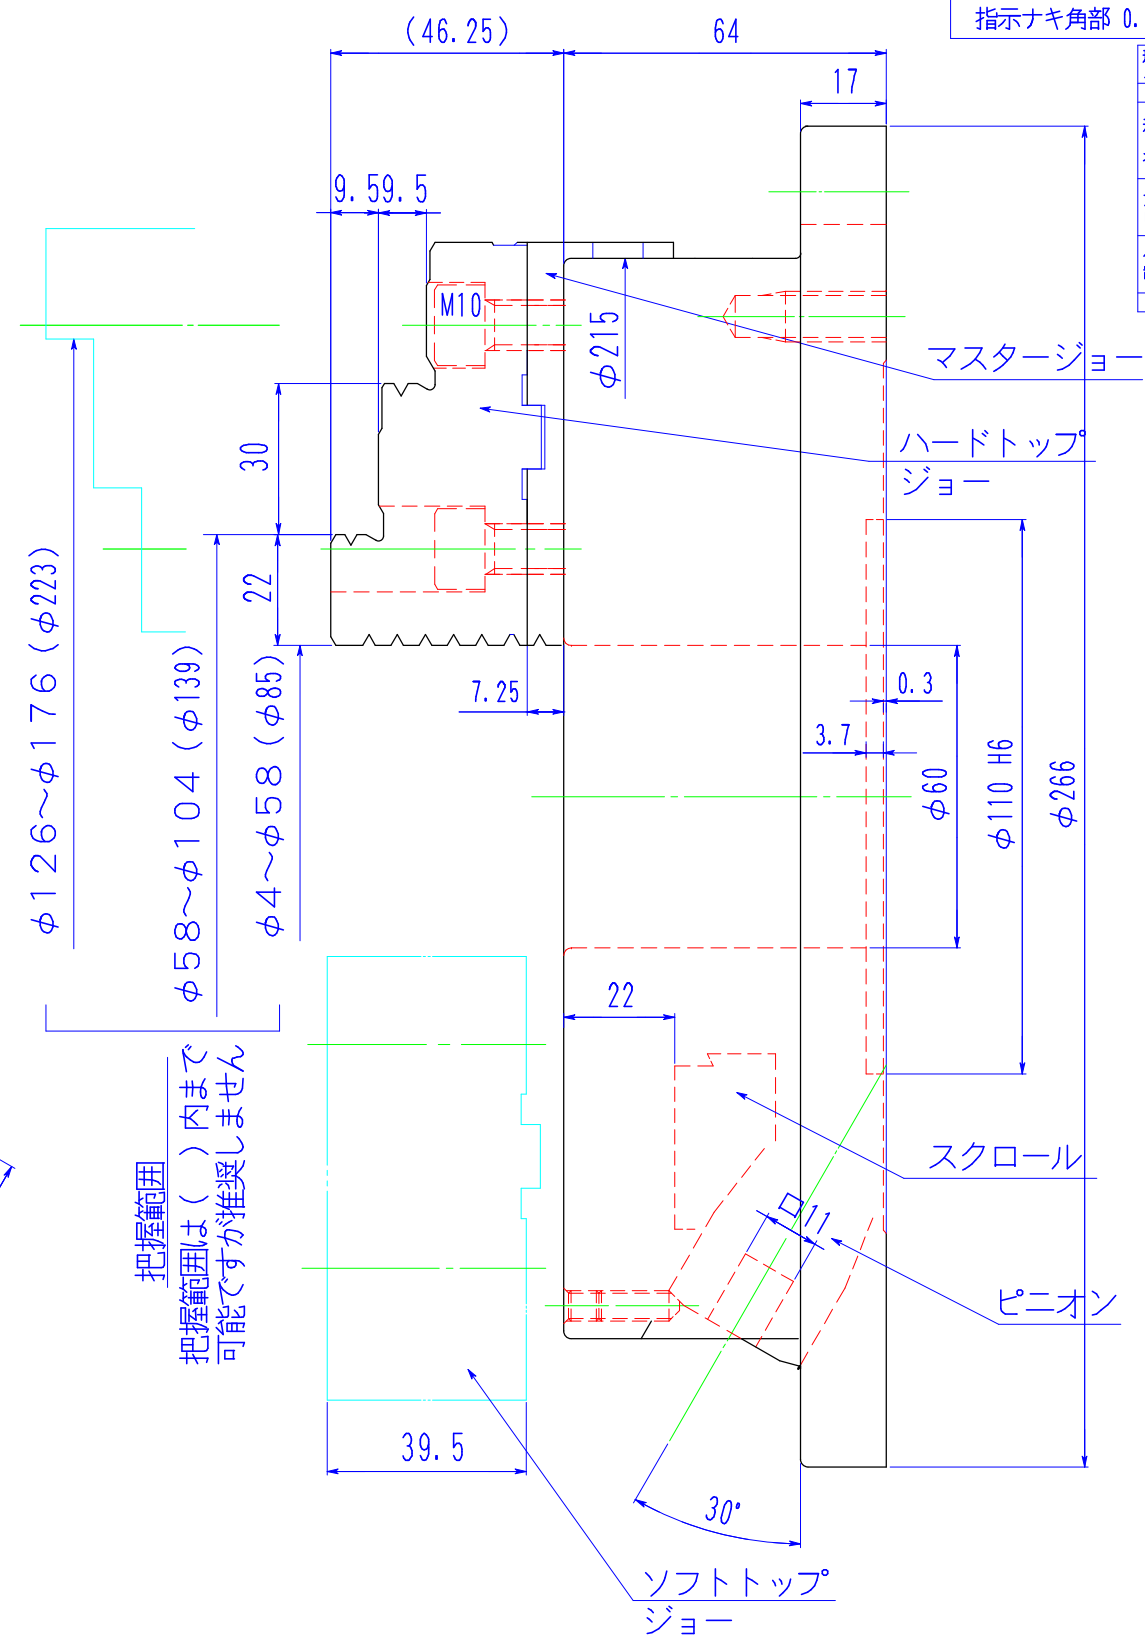 指示ナキ角部 0.
(46.25)
64
17
9.5
9.5
M10
φ215
マスタージョー
ハードトップ
ジョー
30
22
7.25
0.3
3.7
φ60
φ110 H6
φ266
φ126～φ176(φ223)
φ58～φ104(φ139)
φ4～φ58(φ85)
22
把握範囲
把握範囲は( )内まで
可能ですが推奨しません
スクロール
□11
ピニオン
39.5
30°
ソフトトップ
ジョー